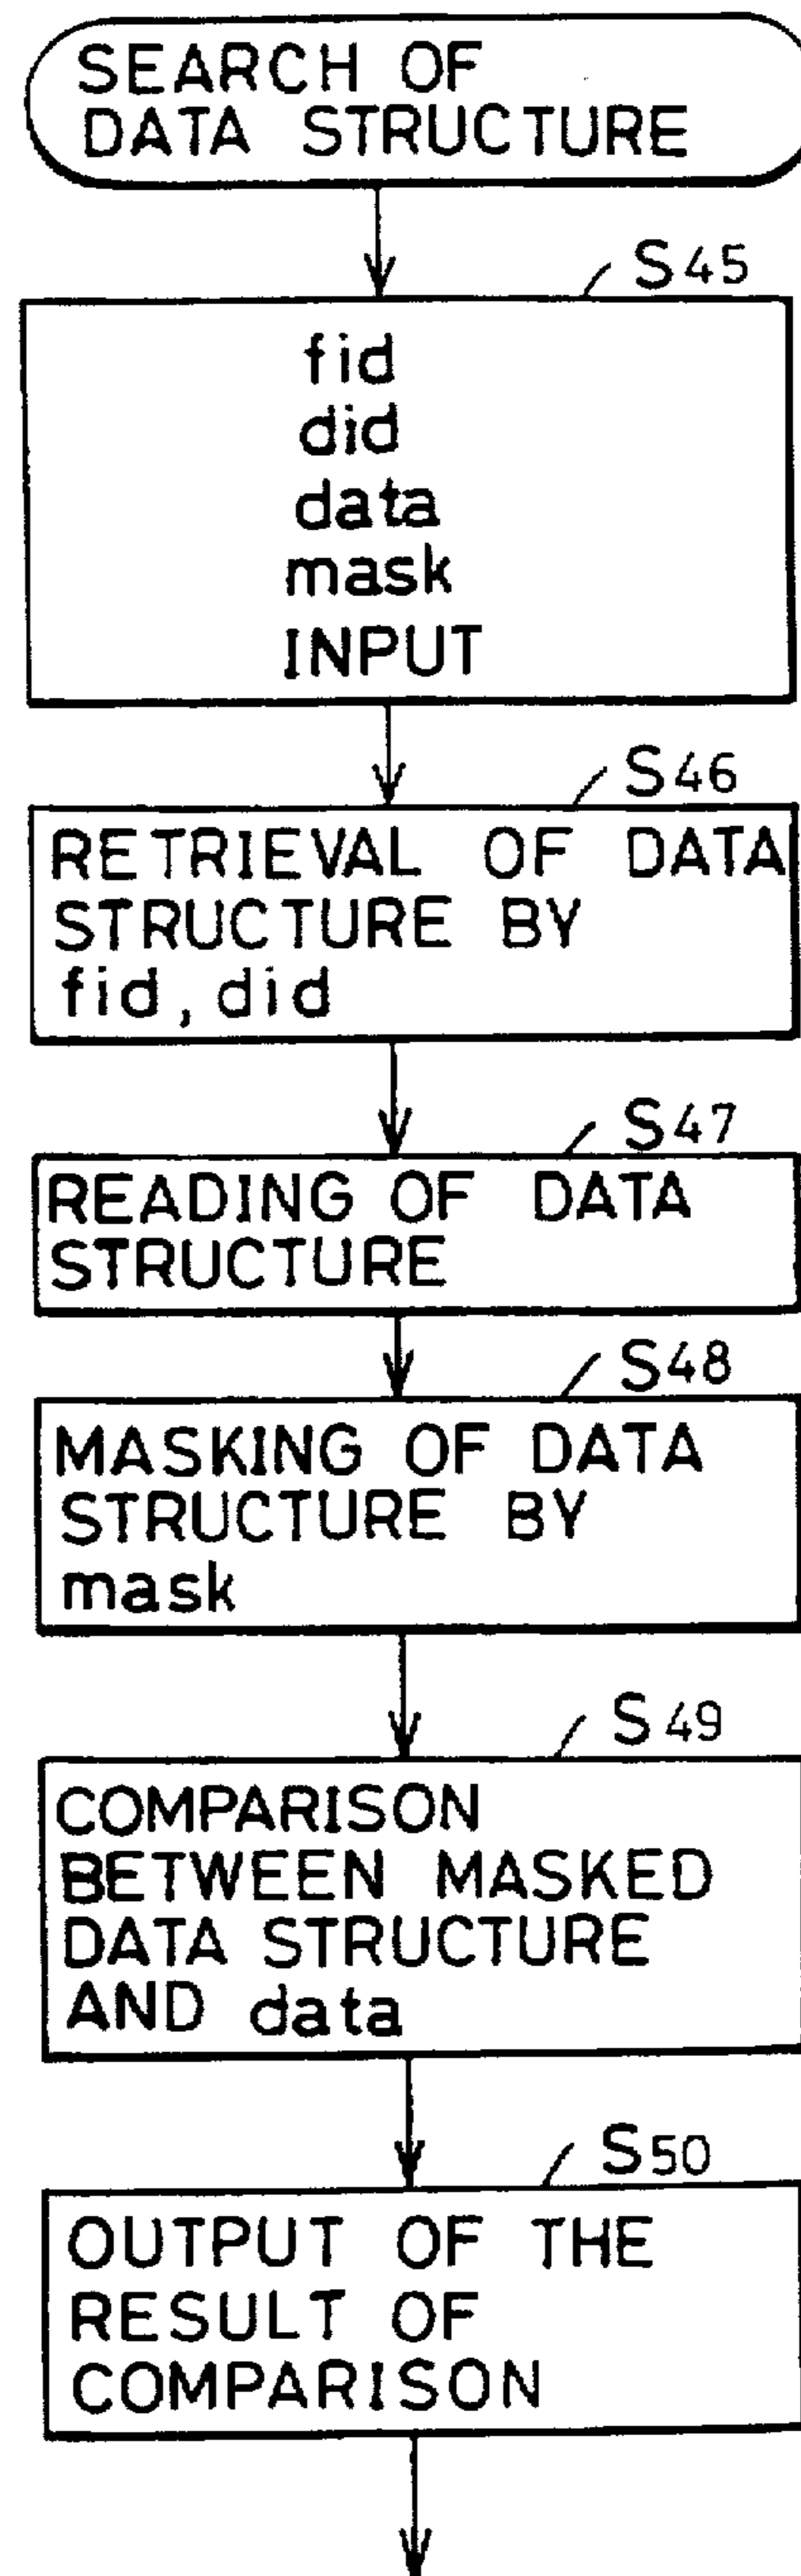 SEARCH OF
DATA STRUCTURE
S45
fid
did
data
mask
INPUT
S46
RETRIEVAL OF DATA
STRUCTURE BY
fid, did
S47
READING OF DATA
STRUCTURE
S48
MASKING OF DATA
STRUCTURE BY
mask
S49
COMPARISON
BETWEEN MASKED
DATA STRUCTURE
AND data
S50
OUTPUT OF THE
RESULT OF
COMPARISON